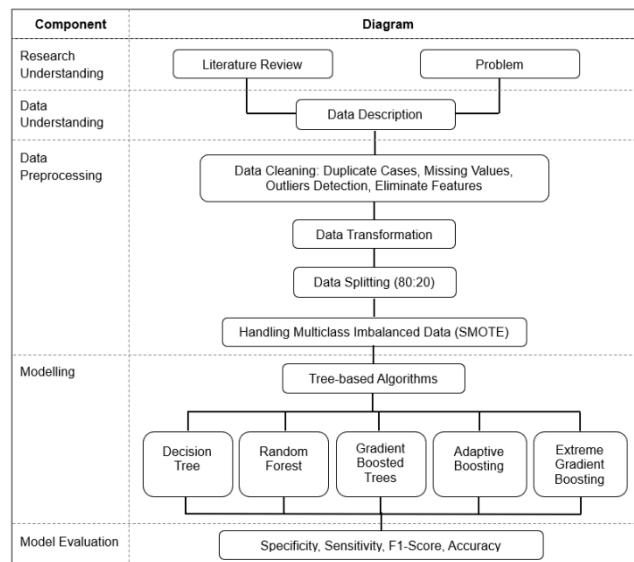 Component
Diagram
Research
Understanding
Literature Review
Problem
Data
Understanding
Data Description
Data
Preprocessing
Data Cleaning: Duplicate Cases, Missing Values,
Outliers Detection, Eliminate Features
Data Transformation
Data Splitting (80:20)
Handling Multiclass Imbalanced Data (SMOTE)
Modelling
Tree-based Algorithms
Decision
Tree
Random
Forest
Gradient
Boosted
Trees
Adaptive
Boosting
Extreme
Gradient
Boosting
Model Evaluation
Specificity, Sensitivity, F1-Score, Accuracy